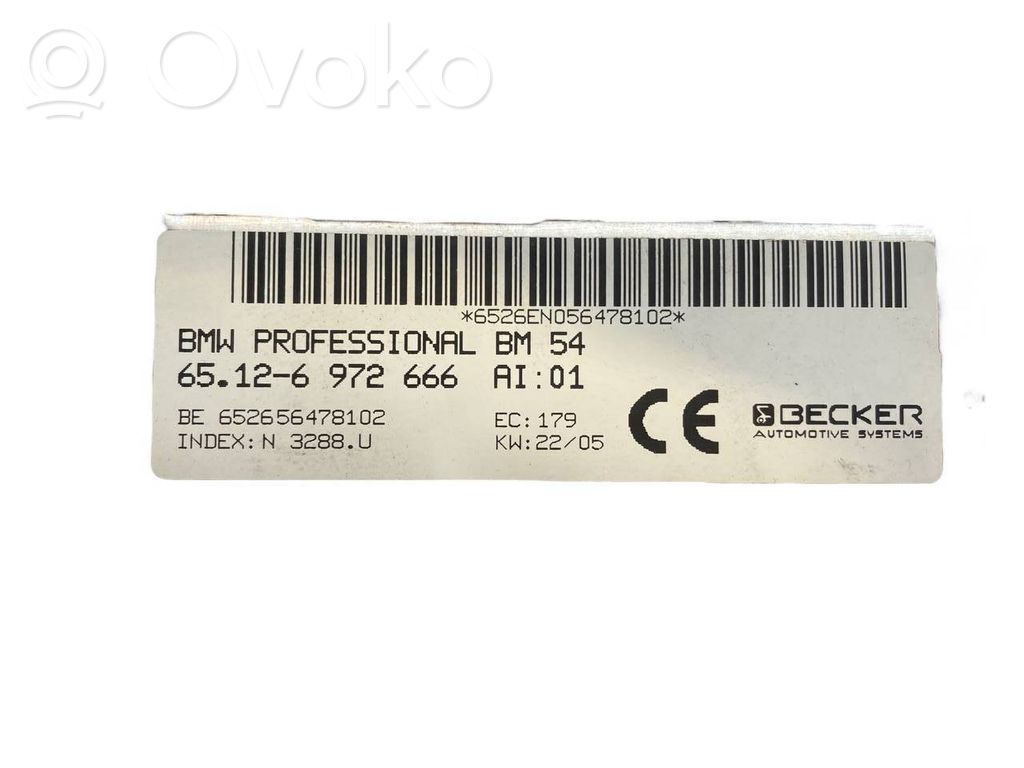 Ovoko
*6526EN056478102*
BMW PROFESSIONAL BM 54
65.12-6 972 666 AI:01
BE 652656478102 EC:179
INDEX:N 3288.U KW:22/05
CE
BECKER
AUTOMOTIVE SYSTEMS